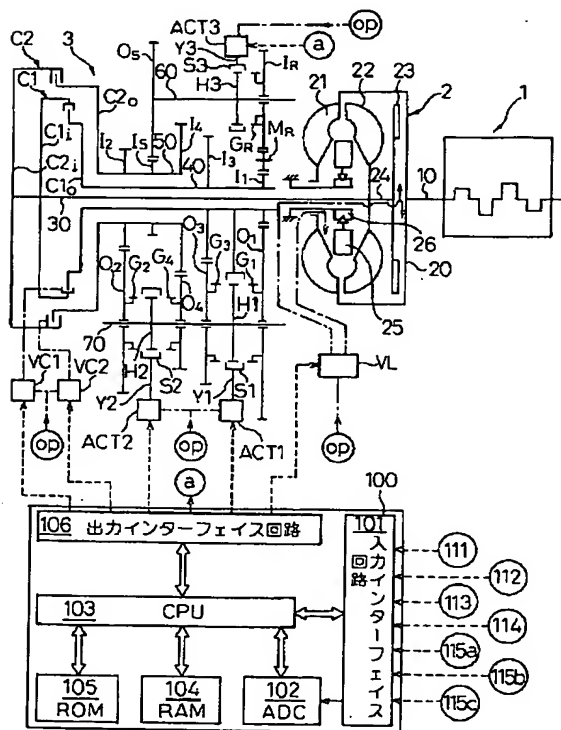 ACT3
op
C2
3
O5
Y3
a
S3
IR
C1
60
H3
21
22
23
2
C2o
1
C1i
I2
I5
50
I4
GR
MR
C2i
40
I3
I1
24
10
C1o
30
26
G3
O1
G1
O3
20
O2
G2
G4
25
O4
H1
70
VC1
VC2
H2
S2
Y1
S1
VL
Y2
op
ACT2
op
ACT1
op
a
100
106 出力インターフェイス回路
101 入力インターフェイス回路
111
112
103 CPU
113
114
115a
115b
115c
105 ROM
104 RAM
102 ADC